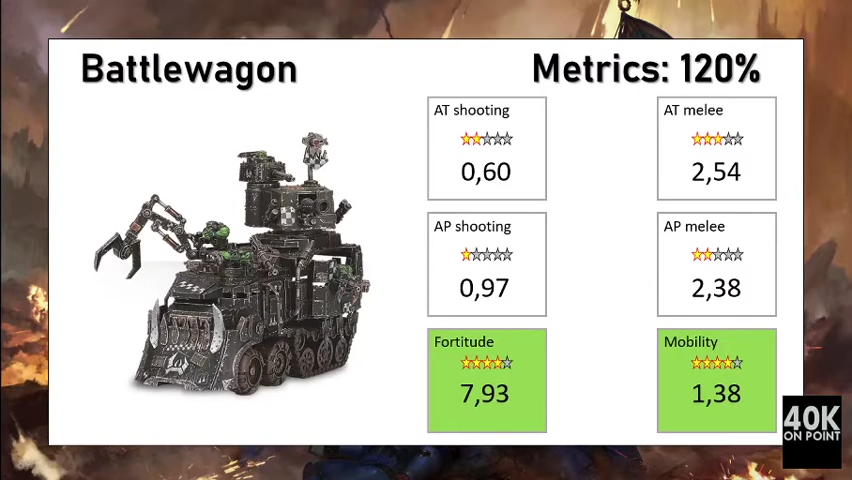 Battlewagon
Metrics: 120%
AT shooting
0,60
AT melee
2,54
AP shooting
0,97
AP melee
2,38
Fortitude
7,93
Mobility
1,38
40K
ON POINT